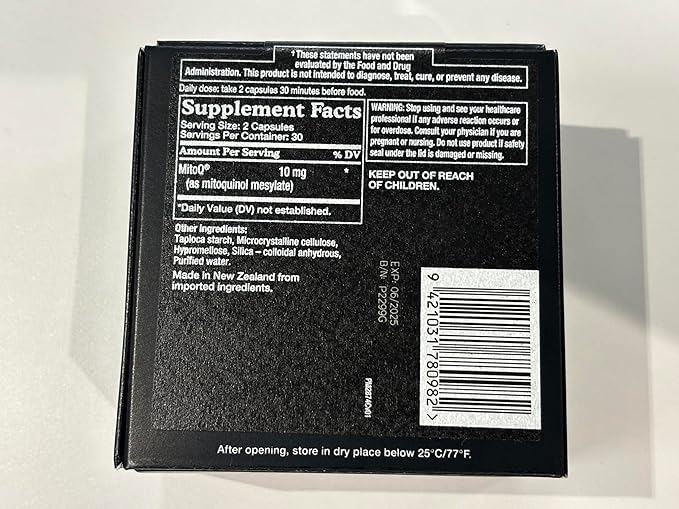 †These statements have not been
evaluated by the Food and Drug
Administration. This product is not intended to diagnose, treat, cure, or prevent any disease.
Daily dose: take 2 capsules 30 minutes before food.
Supplement Facts
Serving Size: 2 Capsules
Servings Per Container: 30
Amount Per Serving % DV
MitoQ® 10 mg *
(as mitoquinol mesylate)
*Daily Value (DV) not established.
WARNING: Stop using and see your healthcare
professional if any adverse reaction occurs or
for overdose. Consult your physician if you are
pregnant or nursing. Do not use product if safety
seal under the lid is damaged or missing.
KEEP OUT OF REACH
OF CHILDREN.
Other Ingredients:
Tapioca starch, Microcrystalline cellulose,
Hypromellose, Silica – colloidal anhydrous,
Purified water.
Made in New Zealand from
imported ingredients.
EXP 06/2025
B/N P2299G
9 421031 780982 >
After opening, store in dry place below 25°C/77°F.